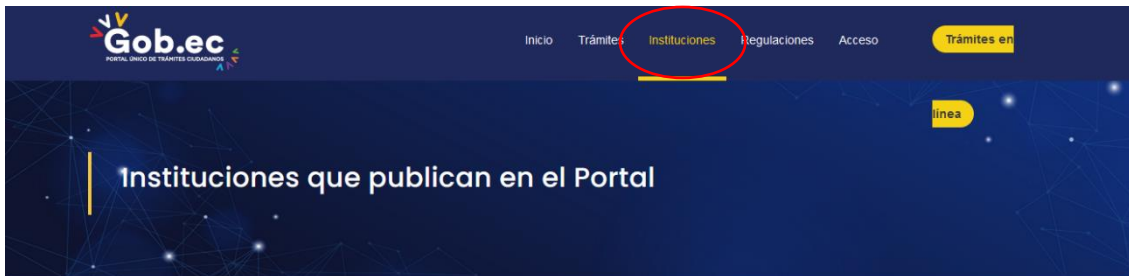 Gob.ec
PORTAL ÚNICO DE TRÁMITES CIUDADANOS
Inicio Trámites Instituciones Regulaciones Acceso Trámites en
línea
Instituciones que publican en el Portal